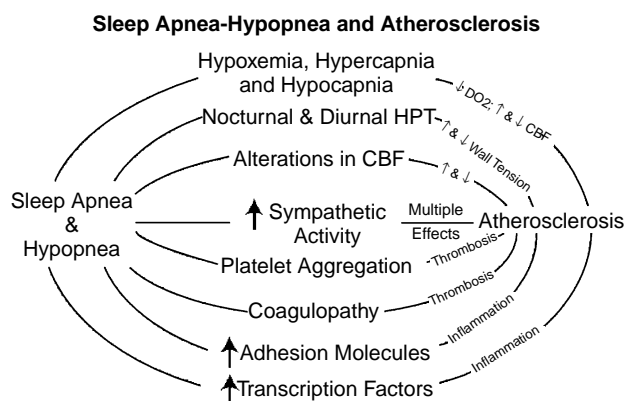 Sleep Apnea-Hypopnea and Atherosclerosis
Hypoxemia, Hypercapnia
and Hypocapnia
↓ DO2; ↑ & ↓ CBF
Nocturnal & Diurnal HPT
↑ & ↓ Wall Tension
Alterations in CBF
↑ & ↓
Sleep Apnea
&
Hypopnea
↑ Sympathetic
Activity
Multiple
Effects
Atherosclerosis
Platelet Aggregation
Thrombosis
Coagulopathy
Thrombosis
↑ Adhesion Molecules
Inflammation
↑ Transcription Factors
Inflammation